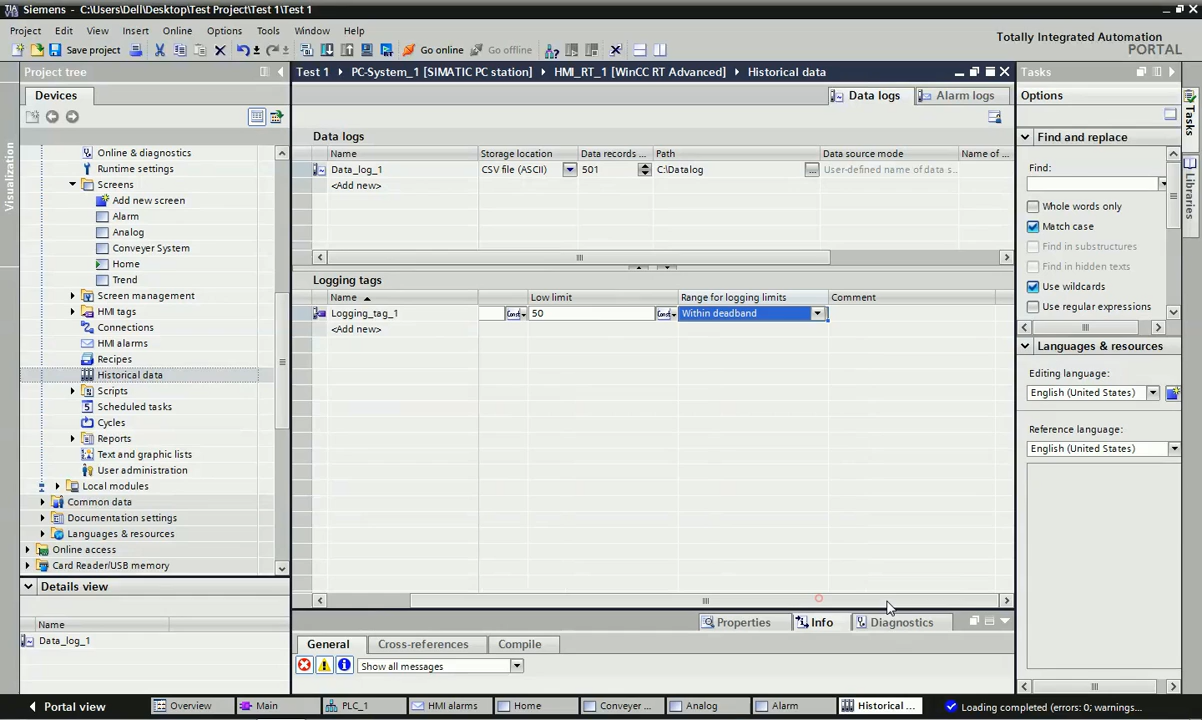 Siemens - C:\Users\Dell\Desktop\Test Project\Test 1\Test 1
Project Edit View Insert Online Options Tools Window Help
Totally Integrated Automation
PORTAL
Save project Go online Go offline
Project tree
Test 1 PC-System_1 [SIMATIC PC station] HMI_RT_1 [WinCC RT Advanced] Historical data
Tasks
Devices
Data logs Alarm logs
Options
Visualization
Tasks
Libraries
Online & diagnostics
Runtime settings
Screens
Add new screen
Alarm
Analog
Conveyer System
Home
Trend
Screen management
HMI tags
Connections
HMI alarms
Recipes
Historical data
Scripts
Scheduled tasks
Cycles
Reports
Text and graphic lists
User administration
Local modules
Common data
Documentation settings
Languages & resources
Online access
Card Reader/USB memory
Details view
Name
Data_log_1
Data logs
Name Storage location Data records ... Path Data source mode Name of ...
Data_log_1 CSV file (ASCII) 501 C:\Datalog User-defined name of data s...
<Add new>
Logging tags
Name Low limit Range for logging limits Comment
Logging_tag_1 Const 50 Const Within deadband
<Add new>
Properties Info Diagnostics
General Cross-references Compile
Show all messages
Find and replace
Find:
Whole words only
Match case
Find in substructures
Find in hidden texts
Use wildcards
Use regular expressions
Languages & resources
Editing language:
English (United States)
Reference language:
English (United States)
Portal view Overview Main PLC_1 HMI alarms Home Conveyer ... Analog Alarm Historical ... Loading completed (errors: 0; warnings...